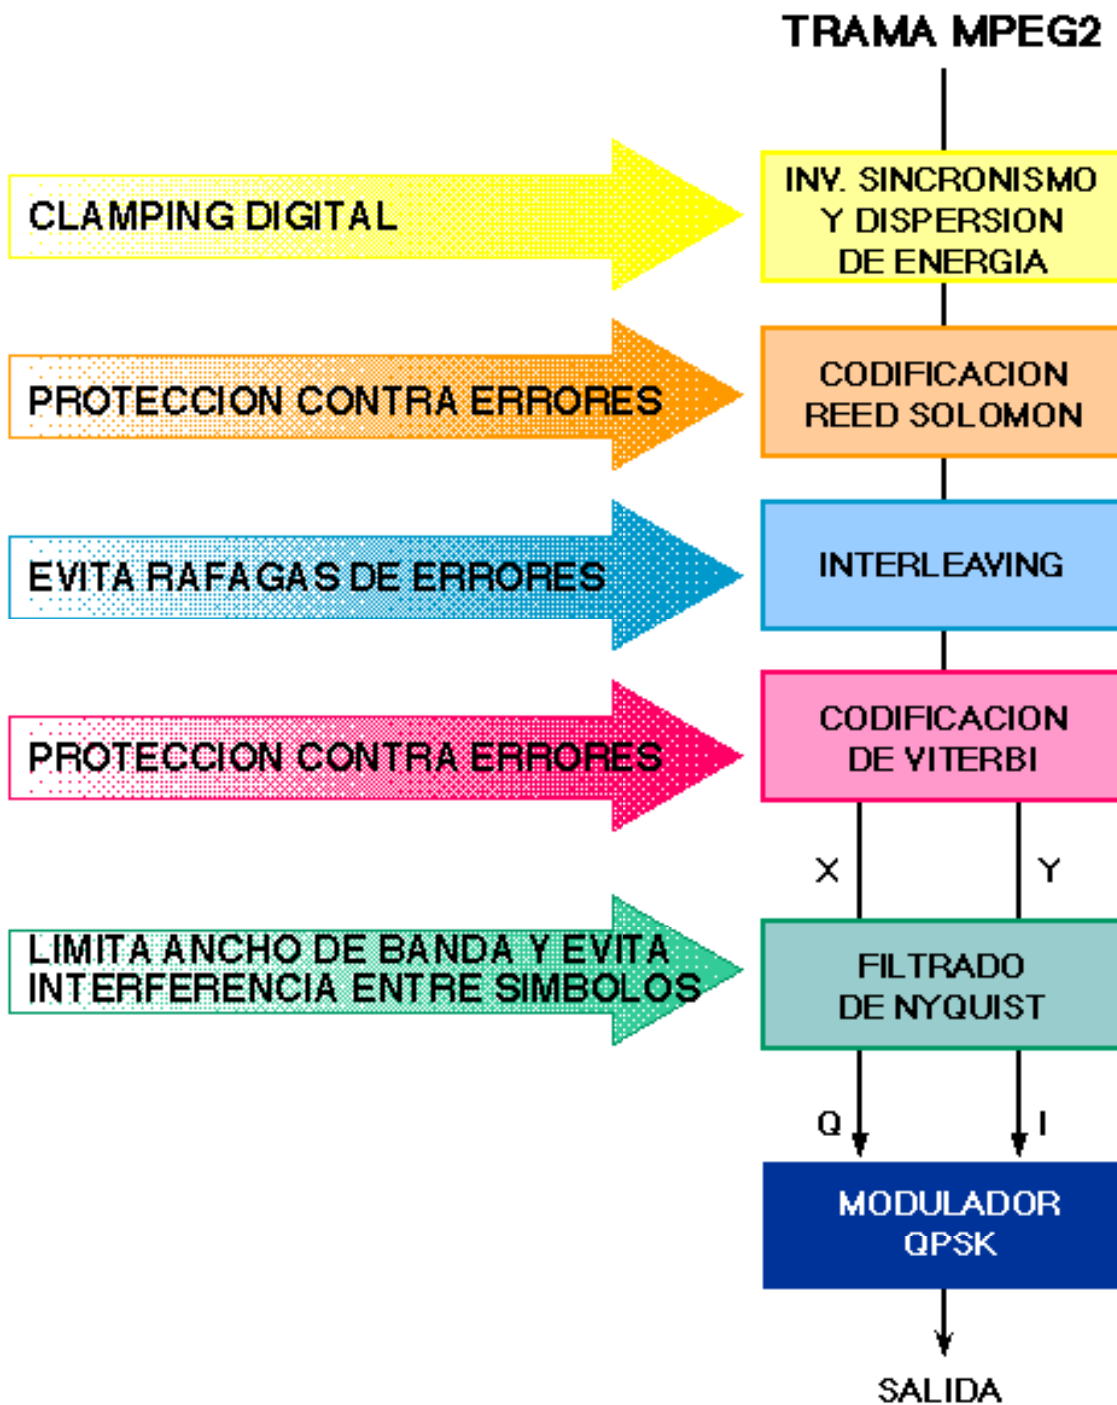 TRAMA MPEG2
CLAMPING DIGITAL
INV. SINCRONISMO
Y DISPERSION
DE ENERGIA
PROTECCION CONTRA ERRORES
CODIFICACION
REED SOLOMON
EVITA RAFAGAS DE ERRORES
INTERLEAVING
PROTECCION CONTRA ERRORES
CODIFICACION
DE VITERBI
X
Y
LIMITA ANCHO DE BANDA Y EVITA
INTERFERENCIA ENTRE SIMBOLOS
FILTRADO
DE NYQUIST
Q
I
MODULADOR
QPSK
SALIDA